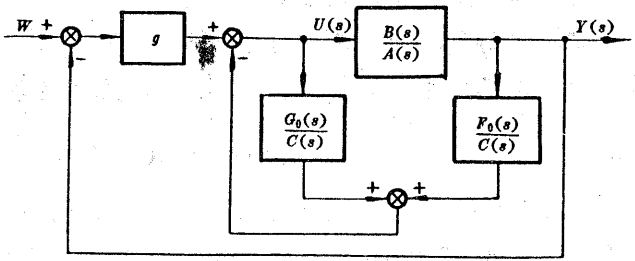 W + g + U(s) B(s)/A(s) Y(s)
- -
G₀(s)/C(s) F₀(s)/C(s)
+ +